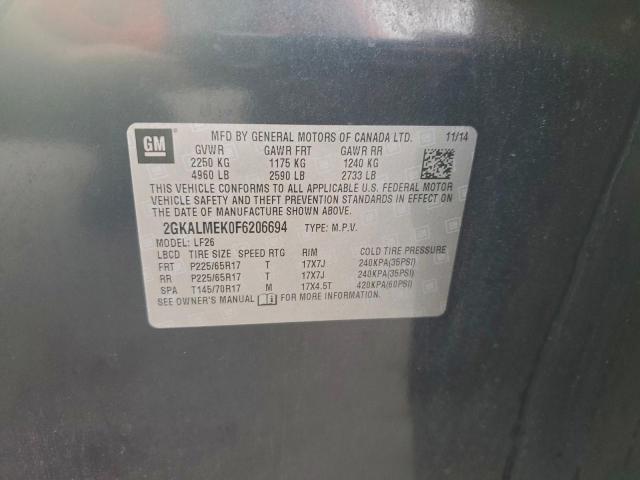 GM
MFD BY GENERAL MOTORS OF CANADA LTD. 11/14
GVWR GAWR FRT GAWR RR
2250 KG 1175 KG 1240 KG
4960 LB 2590 LB 2733 LB
THIS VEHICLE CONFORMS TO ALL APPLICABLE U.S. FEDERAL MOTOR
VEHICLE SAFETY AND THEFT PREVENTION STANDARDS IN EFFECT ON
THE DATE OF MANUFACTURE SHOWN ABOVE.
2GKALMEK0F6206694 TYPE: M.P.V.
MODEL: LF26
LBCD TIRE SIZE SPEED RTG RIM COLD TIRE PRESSURE
FRT P225/65R17 T 17X7J 240KPA(35PSI)
RR P225/65R17 T 17X7J 240KPA(35PSI)
SPA T145/70R17 M 17X4.5T 420KPA(60PSI)
SEE OWNER'S MANUAL FOR MORE INFORMATION.